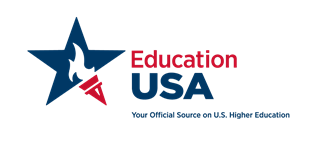 Education
USA
Your Official Source on U.S. Higher Education